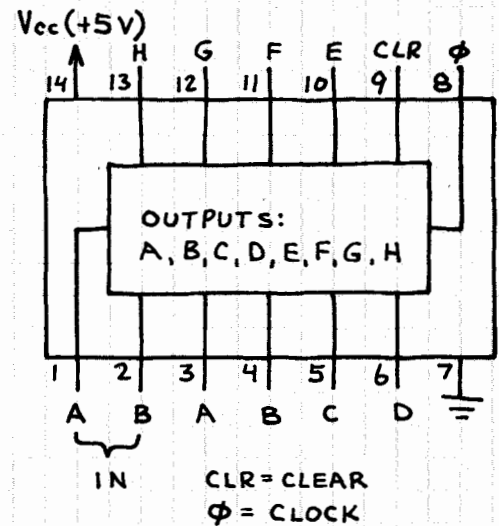 Vcc (+5V)
H G F E CLR ϕ
14 13 12 11 10 9 8
OUTPUTS:
A, B, C, D, E, F, G, H
1 2 3 4 5 6 7
A B A B C D
IN
CLR = CLEAR
ϕ = CLOCK